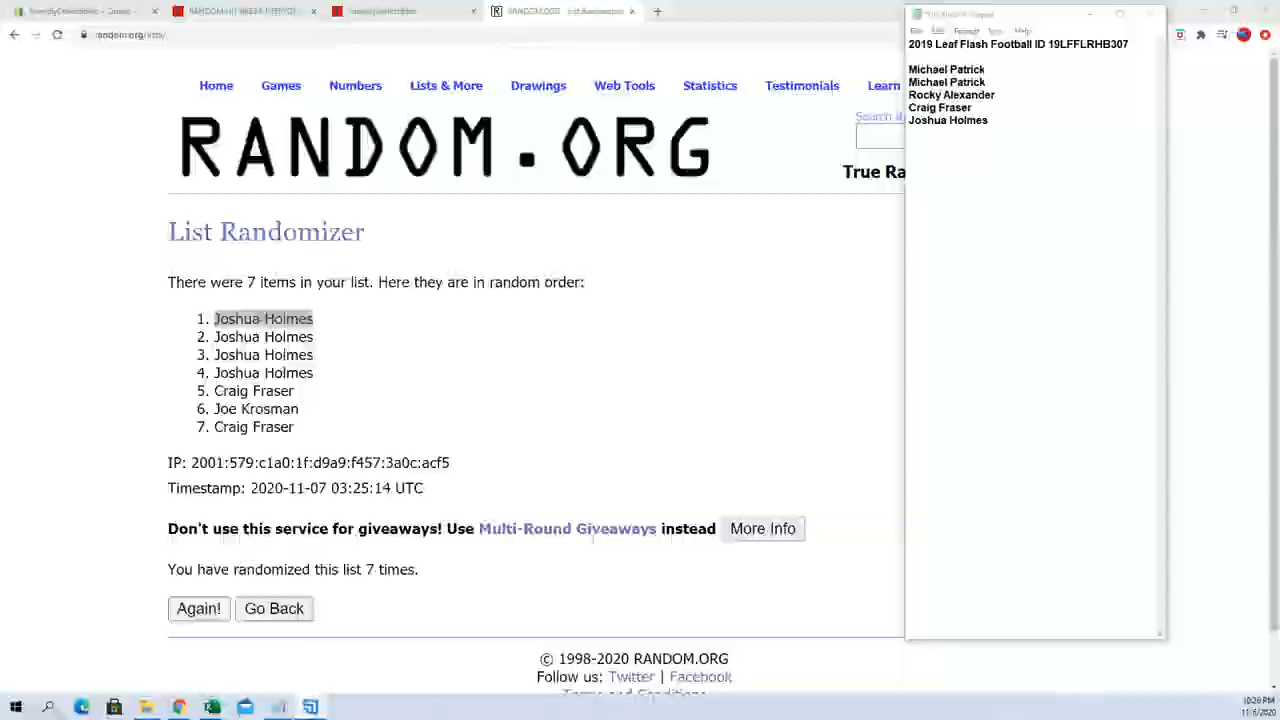 random.org/lists/
Format
Help
2019 Leaf Flash Football ID 19LFFLRHB307
Michael Patrick
Michael Patrick
Rocky Alexander
Craig Fraser
Joshua Holmes
Home Games Numbers Lists & More Drawings Web Tools Statistics Testimonials Learn
RANDOM.ORG
Search
True Ra
List Randomizer
There were 7 items in your list. Here they are in random order:
1. Joshua Holmes
2. Joshua Holmes
3. Joshua Holmes
4. Joshua Holmes
5. Craig Fraser
6. Joe Krosman
7. Craig Fraser
IP: 2001:579:c1a0:1f:d9a9:f457:3a0c:acf5
Timestamp: 2020-11-07 03:25:14 UTC
Don't use this service for giveaways! Use Multi-Round Giveaways instead More Info
You have randomized this list 7 times.
Again! Go Back
© 1998-2020 RANDOM.ORG
Follow us: Twitter | Facebook
Terms and Conditions
11/6/2020